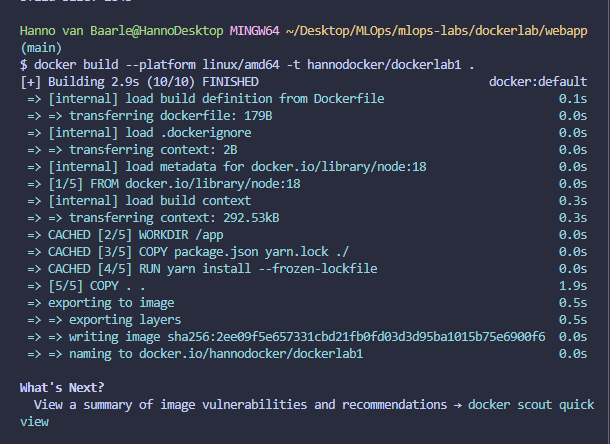 Hanno van Baarle@HannoDesktop MINGW64 ~/Desktop/MLOps/mlops-labs/dockerlab/webapp
(main)
$ docker build --platform linux/amd64 -t hannodocker/dockerlab1 .
[+] Building 2.9s (10/10) FINISHED docker:default
=> [internal] load build definition from Dockerfile 0.1s
=> => transferring dockerfile: 179B 0.0s
=> [internal] load .dockerignore 0.0s
=> => transferring context: 2B 0.0s
=> [internal] load metadata for docker.io/library/node:18 0.0s
=> [1/5] FROM docker.io/library/node:18 0.0s
=> [internal] load build context 0.3s
=> => transferring context: 292.53kB 0.3s
=> CACHED [2/5] WORKDIR /app 0.0s
=> CACHED [3/5] COPY package.json yarn.lock ./ 0.0s
=> CACHED [4/5] RUN yarn install --frozen-lockfile 0.0s
=> [5/5] COPY . . 1.9s
=> exporting to image 0.5s
=> => exporting layers 0.5s
=> => writing image sha256:2ee09f5e657331cbd21fb0fd03d3d95ba1015b75e6900f6 0.0s
=> => naming to docker.io/hannodocker/dockerlab1 0.0s
What's Next?
View a summary of image vulnerabilities and recommendations → docker scout quick
view